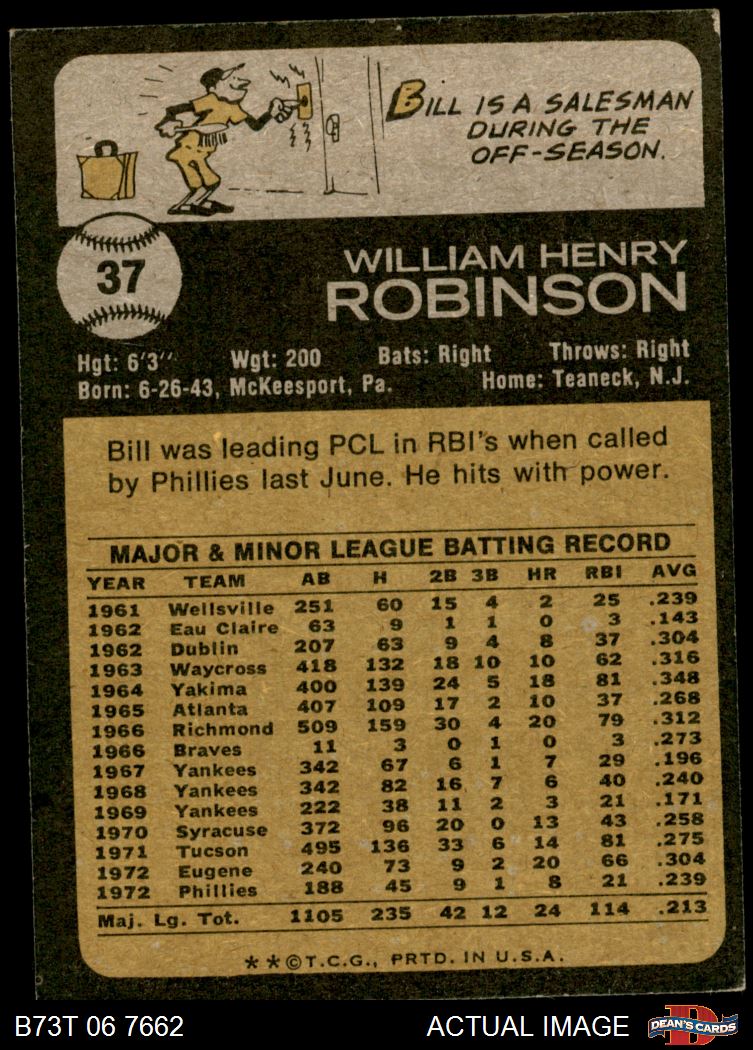 BILL IS A SALESMAN
DURING THE
OFF-SEASON.
37
WILLIAM HENRY
ROBINSON
Hgt: 6'3" Wgt: 200 Bats: Right Throws: Right
Born: 6-26-43, McKeesport, Pa. Home: Teaneck, N.J.
Bill was leading PCL in RBI's when called
by Phillies last June. He hits with power.
MAJOR & MINOR LEAGUE BATTING RECORD
YEAR TEAM AB H 2B 3B HR RBI AVG
1961 Wellsville 251 60 15 4 2 25 .239
1962 Eau Claire 63 9 1 1 0 3 .143
1962 Dublin 207 63 9 4 8 37 .304
1963 Waycross 418 132 18 10 10 62 .316
1964 Yakima 400 139 24 5 18 81 .348
1965 Atlanta 407 109 17 2 10 37 .268
1966 Richmond 509 159 30 4 20 79 .312
1966 Braves 11 3 0 1 0 3 .273
1967 Yankees 342 67 6 1 7 29 .196
1968 Yankees 342 82 16 7 6 40 .240
1969 Yankees 222 38 11 2 3 21 .171
1970 Syracuse 372 96 20 0 13 43 .258
1971 Tucson 495 136 33 6 14 81 .275
1972 Eugene 240 73 9 2 20 66 .304
1972 Phillies 188 45 9 1 8 21 .239
Maj. Lg. Tot. 1105 235 42 12 24 114 .213
**©T.C.G., PRTD. IN U.S.A.
B73T 06 7662 ACTUAL IMAGE D DEAN'S CARDS